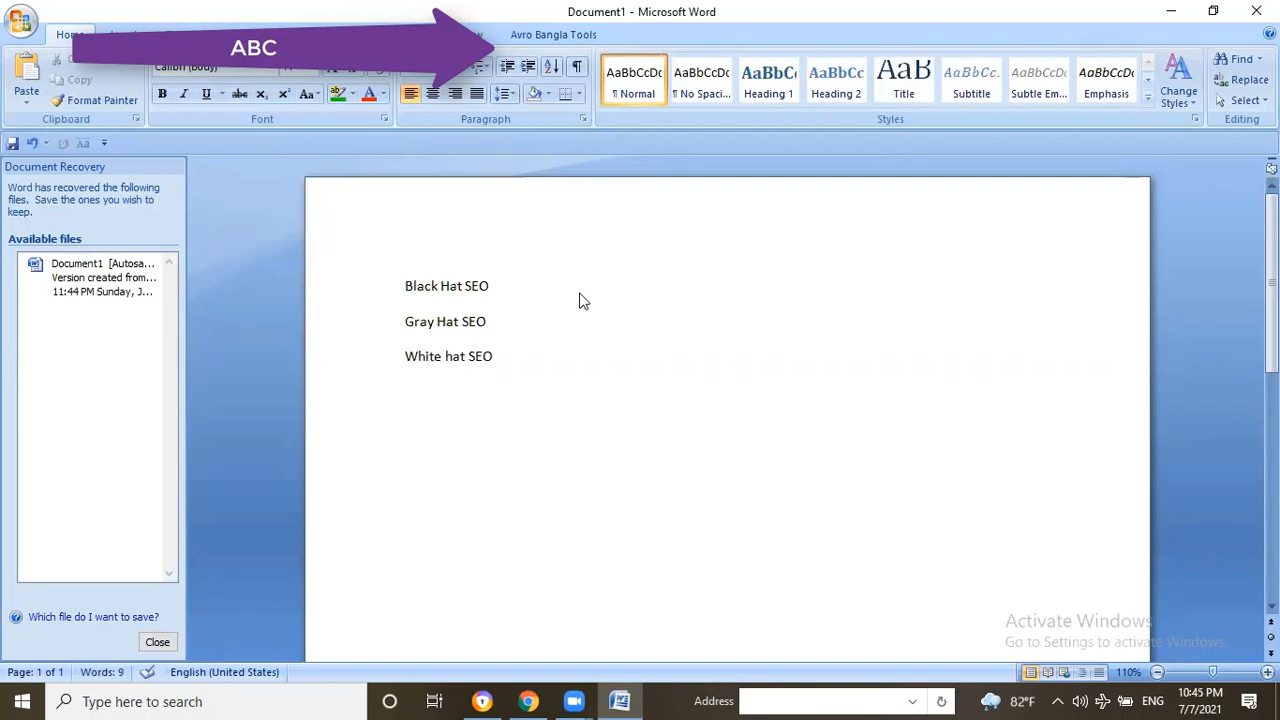 Document1 - Microsoft Word
ABC
Avro Bangla Tools
Paste
Copy
Format Painter
Clipboard
B I U abc x₂ x² Aa
Font
Paragraph
AaBbCcDc
¶ Normal
AaBbCcDc
¶ No Spaci...
AaBbCc
Heading 1
AaBbCc
Heading 2
AaB
Title
AaBbCc.
Subtitle
AaBbCcDc
Subtle Em...
AaBbCcDc
Emphasis
Change
Styles
Styles
Find
Replace
Select
Editing
Document Recovery
Word has recovered the following
files. Save the ones you wish to
keep.
Available files
Document1 [Autosa...
Version created from...
11:44 PM Sunday, J...
Which file do I want to save?
Close
Black Hat SEO
Gray Hat SEO
White hat SEO
Activate Windows
Go to Settings to activate Windows.
Page: 1 of 1
Words: 9
English (United States)
110%
Type here to search
Address
82°F
ENG
10:45 PM
7/7/2021